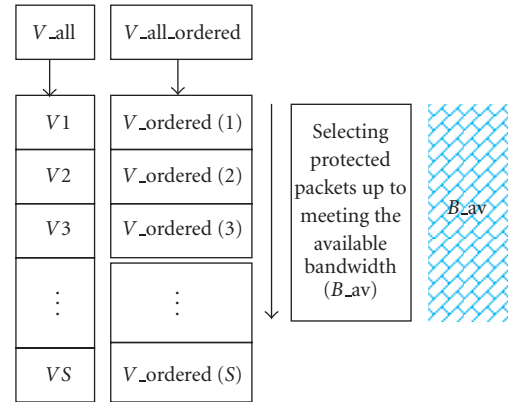 V_all
V_all_ordered
V1
V_ordered (1)
V2
V_ordered (2)
V3
V_ordered (3)
⋮
⋮
VS
V_ordered (S)
Selecting
protected
packets up to
meeting the
available
bandwidth
(B_av)
B_av